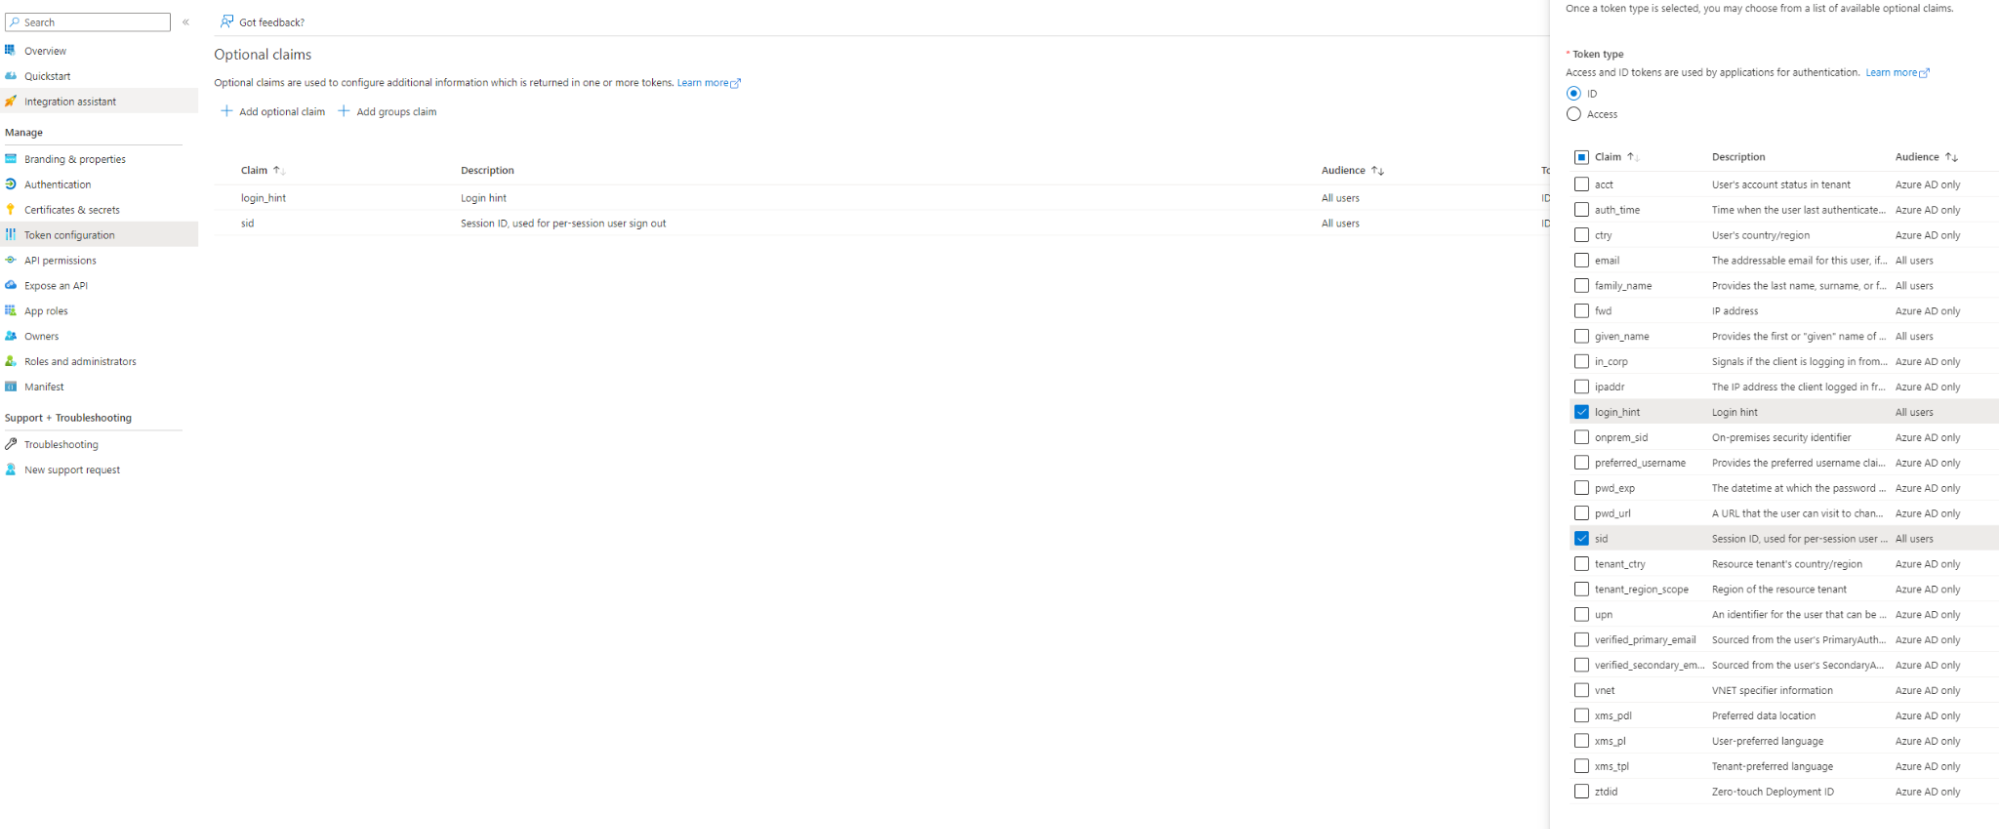 Search
«
Overview
Quickstart
Integration assistant
Manage
Branding & properties
Authentication
Certificates & secrets
Token configuration
API permissions
Expose an API
App roles
Owners
Roles and administrators
Manifest
Support + Troubleshooting
Troubleshooting
New support request
Got feedback?
Optional claims
Optional claims are used to configure additional information which is returned in one or more tokens. Learn more
Add optional claim Add groups claim
Claim ↑↓ Description Audience ↑↓ To
login_hint Login hint All users ID
sid Session ID, used for per-session user sign out All users ID
Once a token type is selected, you may choose from a list of available optional claims.
* Token type
Access and ID tokens are used by applications for authentication. Learn more
ID
Access
Claim ↑↓ Description Audience ↑↓
acct User's account status in tenant Azure AD only
auth_time Time when the user last authenticate... Azure AD only
ctry User's country/region Azure AD only
email The addressable email for this user, if... All users
family_name Provides the last name, surname, or f... All users
fwd IP address Azure AD only
given_name Provides the first or "given" name of ... All users
in_corp Signals if the client is logging in from... Azure AD only
ipaddr The IP address the client logged in fr... Azure AD only
login_hint Login hint All users
onprem_sid On-premises security identifier Azure AD only
preferred_username Provides the preferred username clai... Azure AD only
pwd_exp The datetime at which the password ... Azure AD only
pwd_url A URL that the user can visit to chan... Azure AD only
sid Session ID, used for per-session user ... All users
tenant_ctry Resource tenant's country/region Azure AD only
tenant_region_scope Region of the resource tenant Azure AD only
upn An identifier for the user that can be ... Azure AD only
verified_primary_email Sourced from the user's PrimaryAuth... Azure AD only
verified_secondary_em... Sourced from the user's SecondaryA... Azure AD only
vnet VNET specifier information Azure AD only
xms_pdl Preferred data location Azure AD only
xms_pl User-preferred language Azure AD only
xms_tpl Tenant-preferred language Azure AD only
ztdid Zero-touch Deployment ID Azure AD only